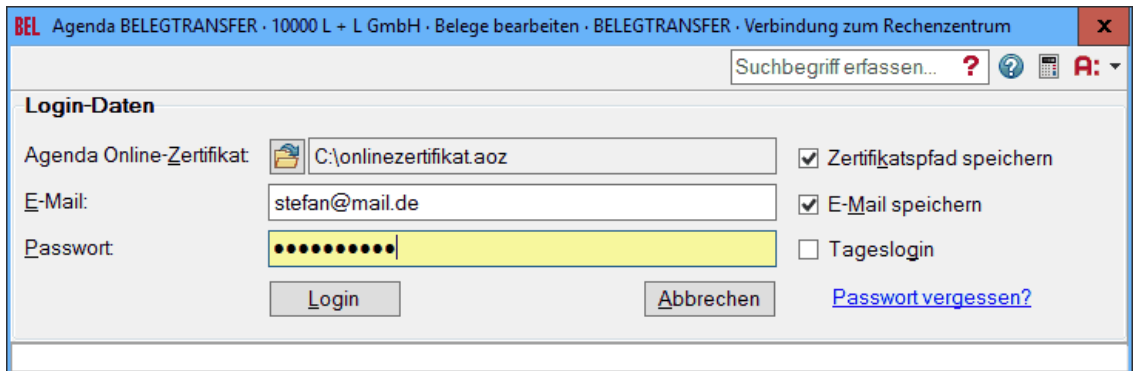 BEL Agenda BELEGTRANSFER · 10000 L + L GmbH · Belege bearbeiten · BELEGTRANSFER · Verbindung zum Rechenzentrum x
Suchbegriff erfassen... ? ? A:
Login-Daten
Agenda Online-Zertifikat: C:\onlinezertifikat.aoz Zertifikatspfad speichern
E-Mail: stefan@mail.de E-Mail speichern
Passwort: ●●●●●●●●●● Tageslogin
Login Abbrechen Passwort vergessen?